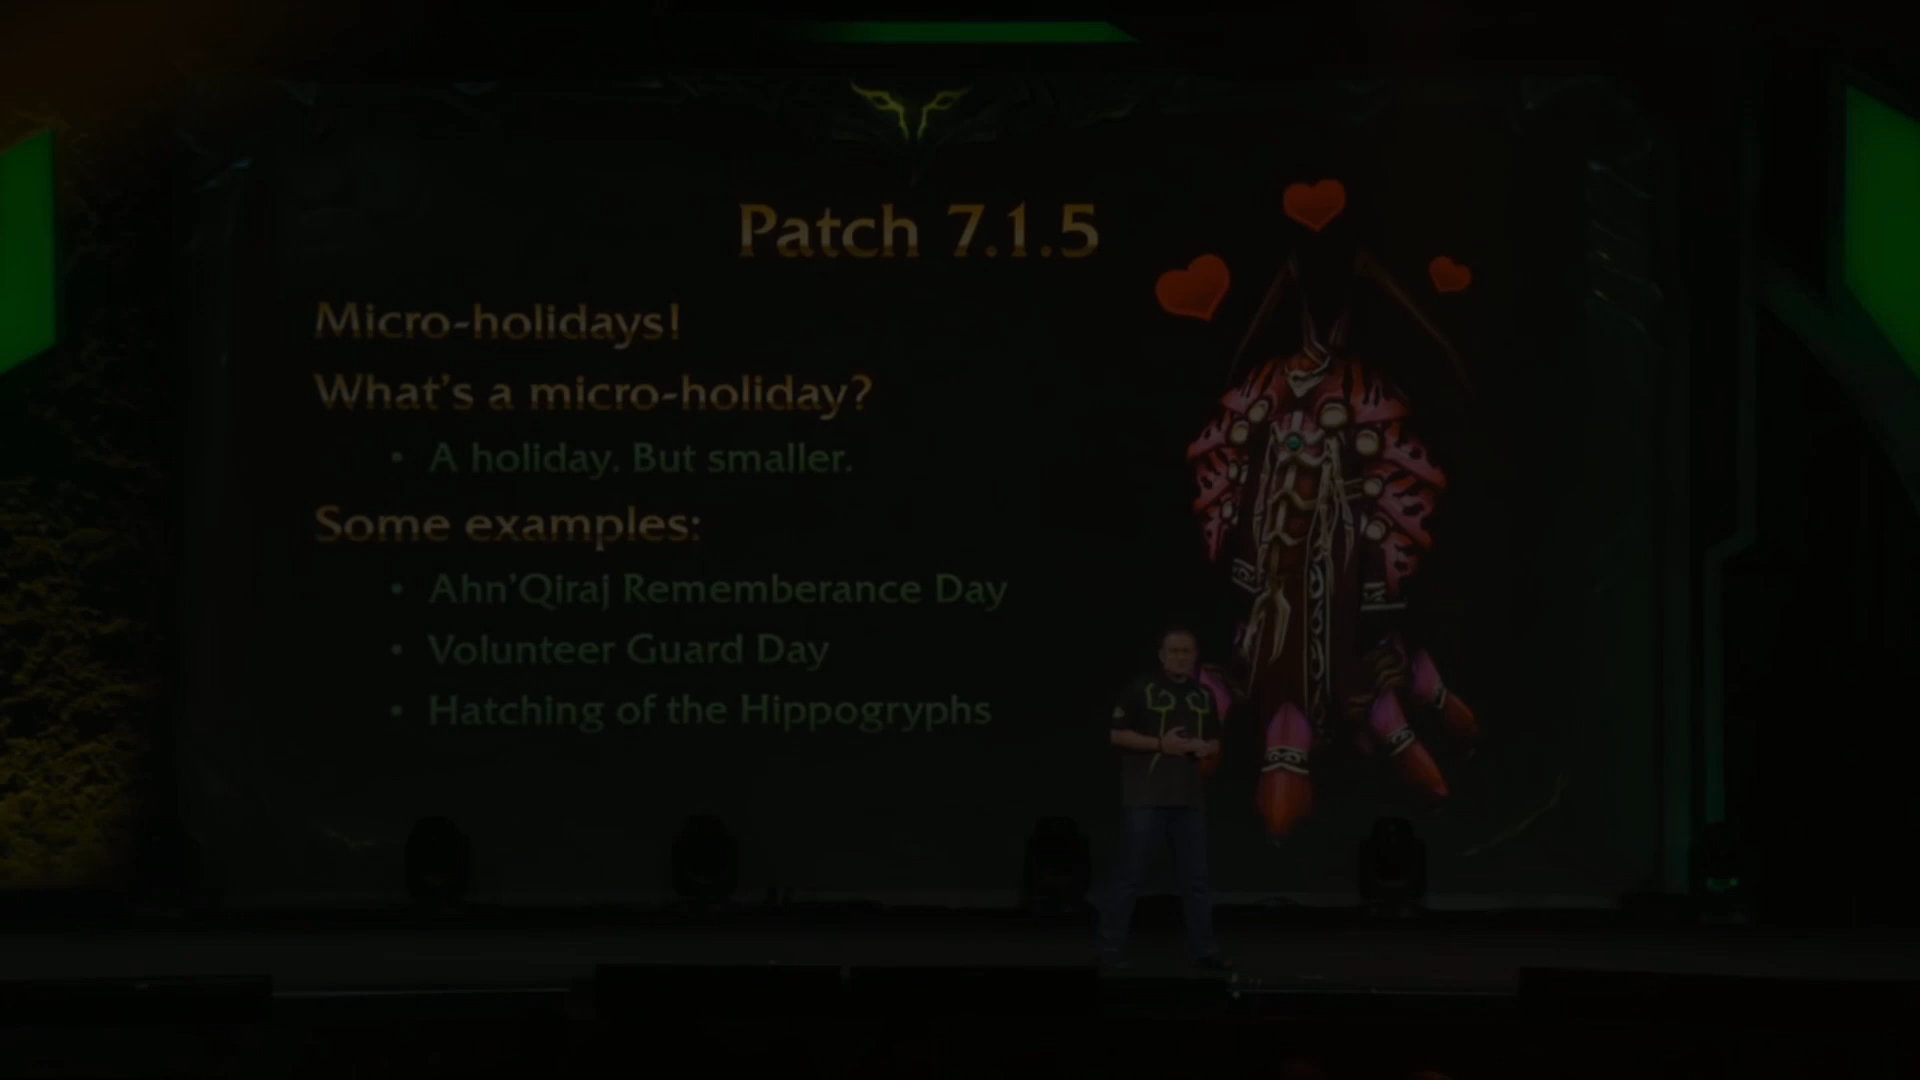 Patch 7.1.5
Micro-holidays!
What's a micro-holiday?
• A holiday. But smaller.
Some examples:
• Ahn'Qiraj Rememberance Day
• Volunteer Guard Day
• Hatching of the Hippogryphs